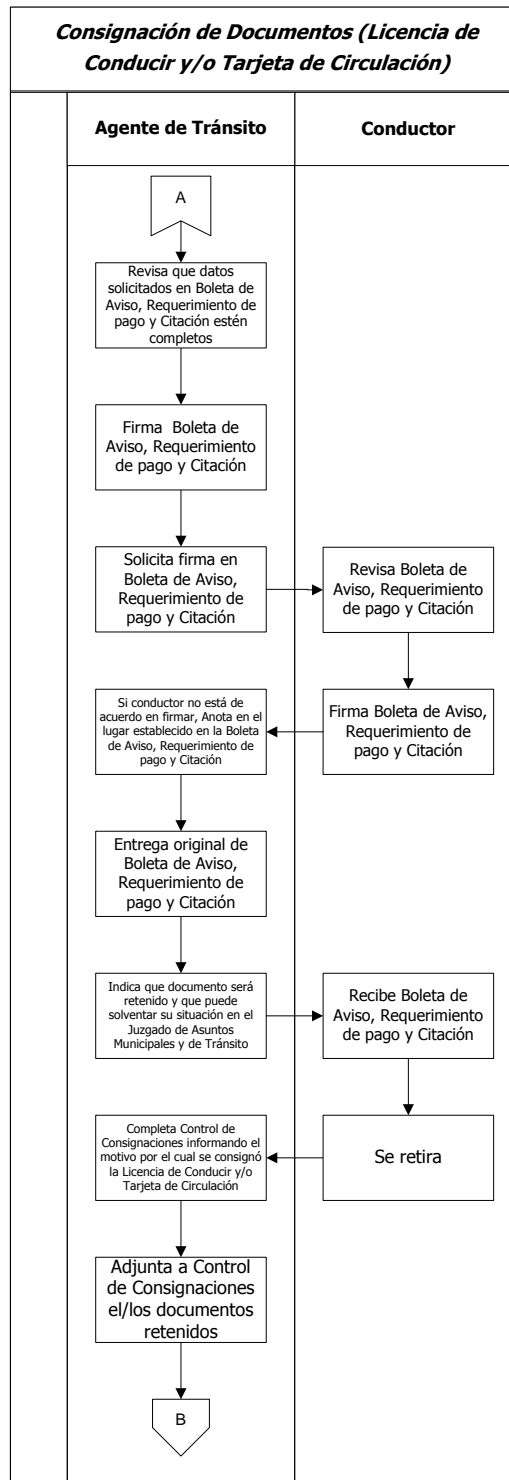 Consignación de Documentos (Licencia de
Conducir y/o Tarjeta de Circulación)
Agente de Tránsito
Conductor
A
Revisa que datos
solicitados en Boleta de
Aviso, Requerimiento de
pago y Citación estén
completos
Firma Boleta de
Aviso, Requerimiento
de pago y Citación
Solicita firma en
Boleta de Aviso,
Requerimiento de
pago y Citación
Revisa Boleta de
Aviso, Requerimiento
de pago y Citación
Firma Boleta de Aviso,
Requerimiento de
pago y Citación
Si conductor no está de
acuerdo en firmar, Anota en el
lugar establecido en la Boleta
de Aviso, Requerimiento de
pago y Citación
Entrega original de
Boleta de Aviso,
Requerimiento de
pago y Citación
Indica que documento será
retenido y que puede
solventar su situación en el
Juzgado de Asuntos
Municipales y de Tránsito
Recibe Boleta de
Aviso, Requerimiento
de pago y Citación
Se retira
Completa Control de
Consignaciones informando el
motivo por el cual se consignó
la Licencia de Conducir y/o
Tarjeta de Circulación
Adjunta a Control
de Consignaciones
el/los documentos
retenidos
B